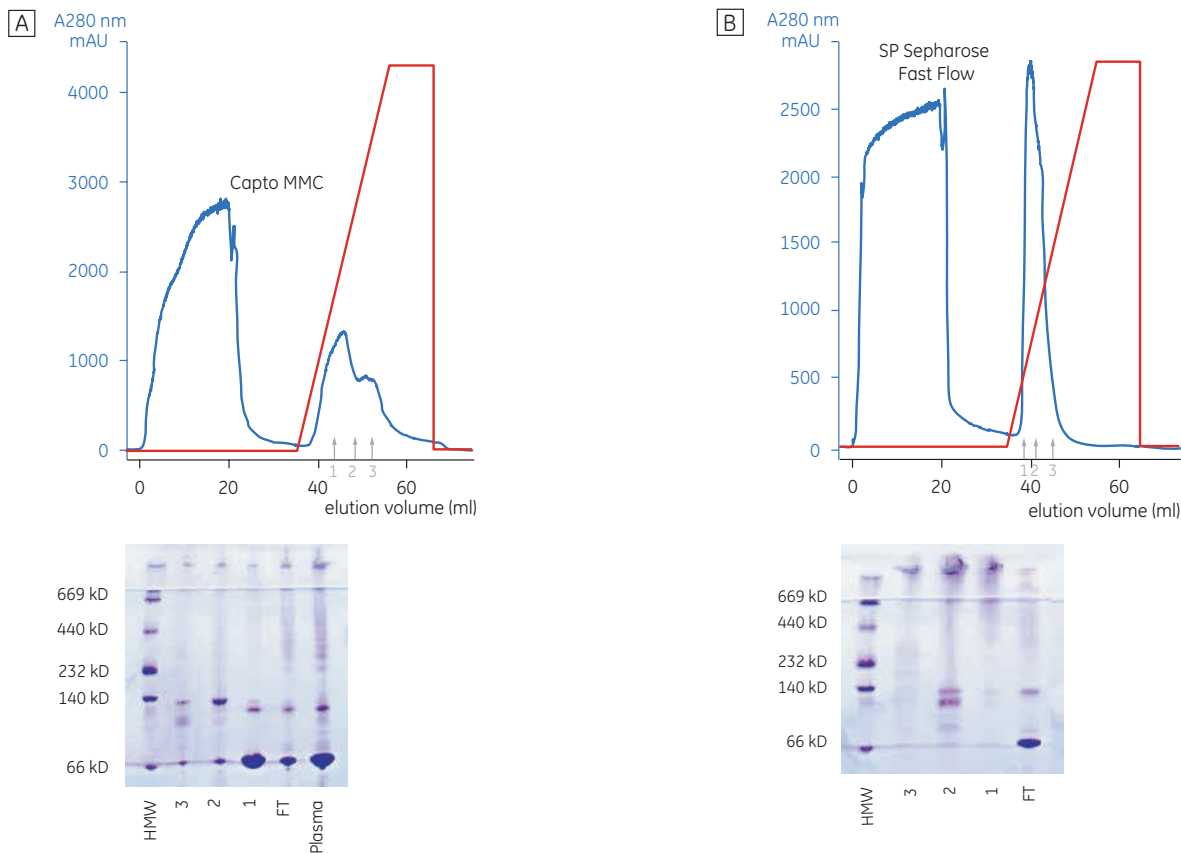 A
A280 nm
mAU
4000
3000
2000
1000
0
Capto MMC
1 2 3
0 20 40 60
elution volume (ml)
669 kD
440 kD
232 kD
140 kD
66 kD
HMW 3 2 1 FT Plasma
B
A280 nm
mAU
2500
2000
1500
1000
500
0
SP Sepharose
Fast Flow
1 2 3
0 20 40 60
elution volume (ml)
669 kD
440 kD
232 kD
140 kD
66 kD
HMW 3 2 1 FT